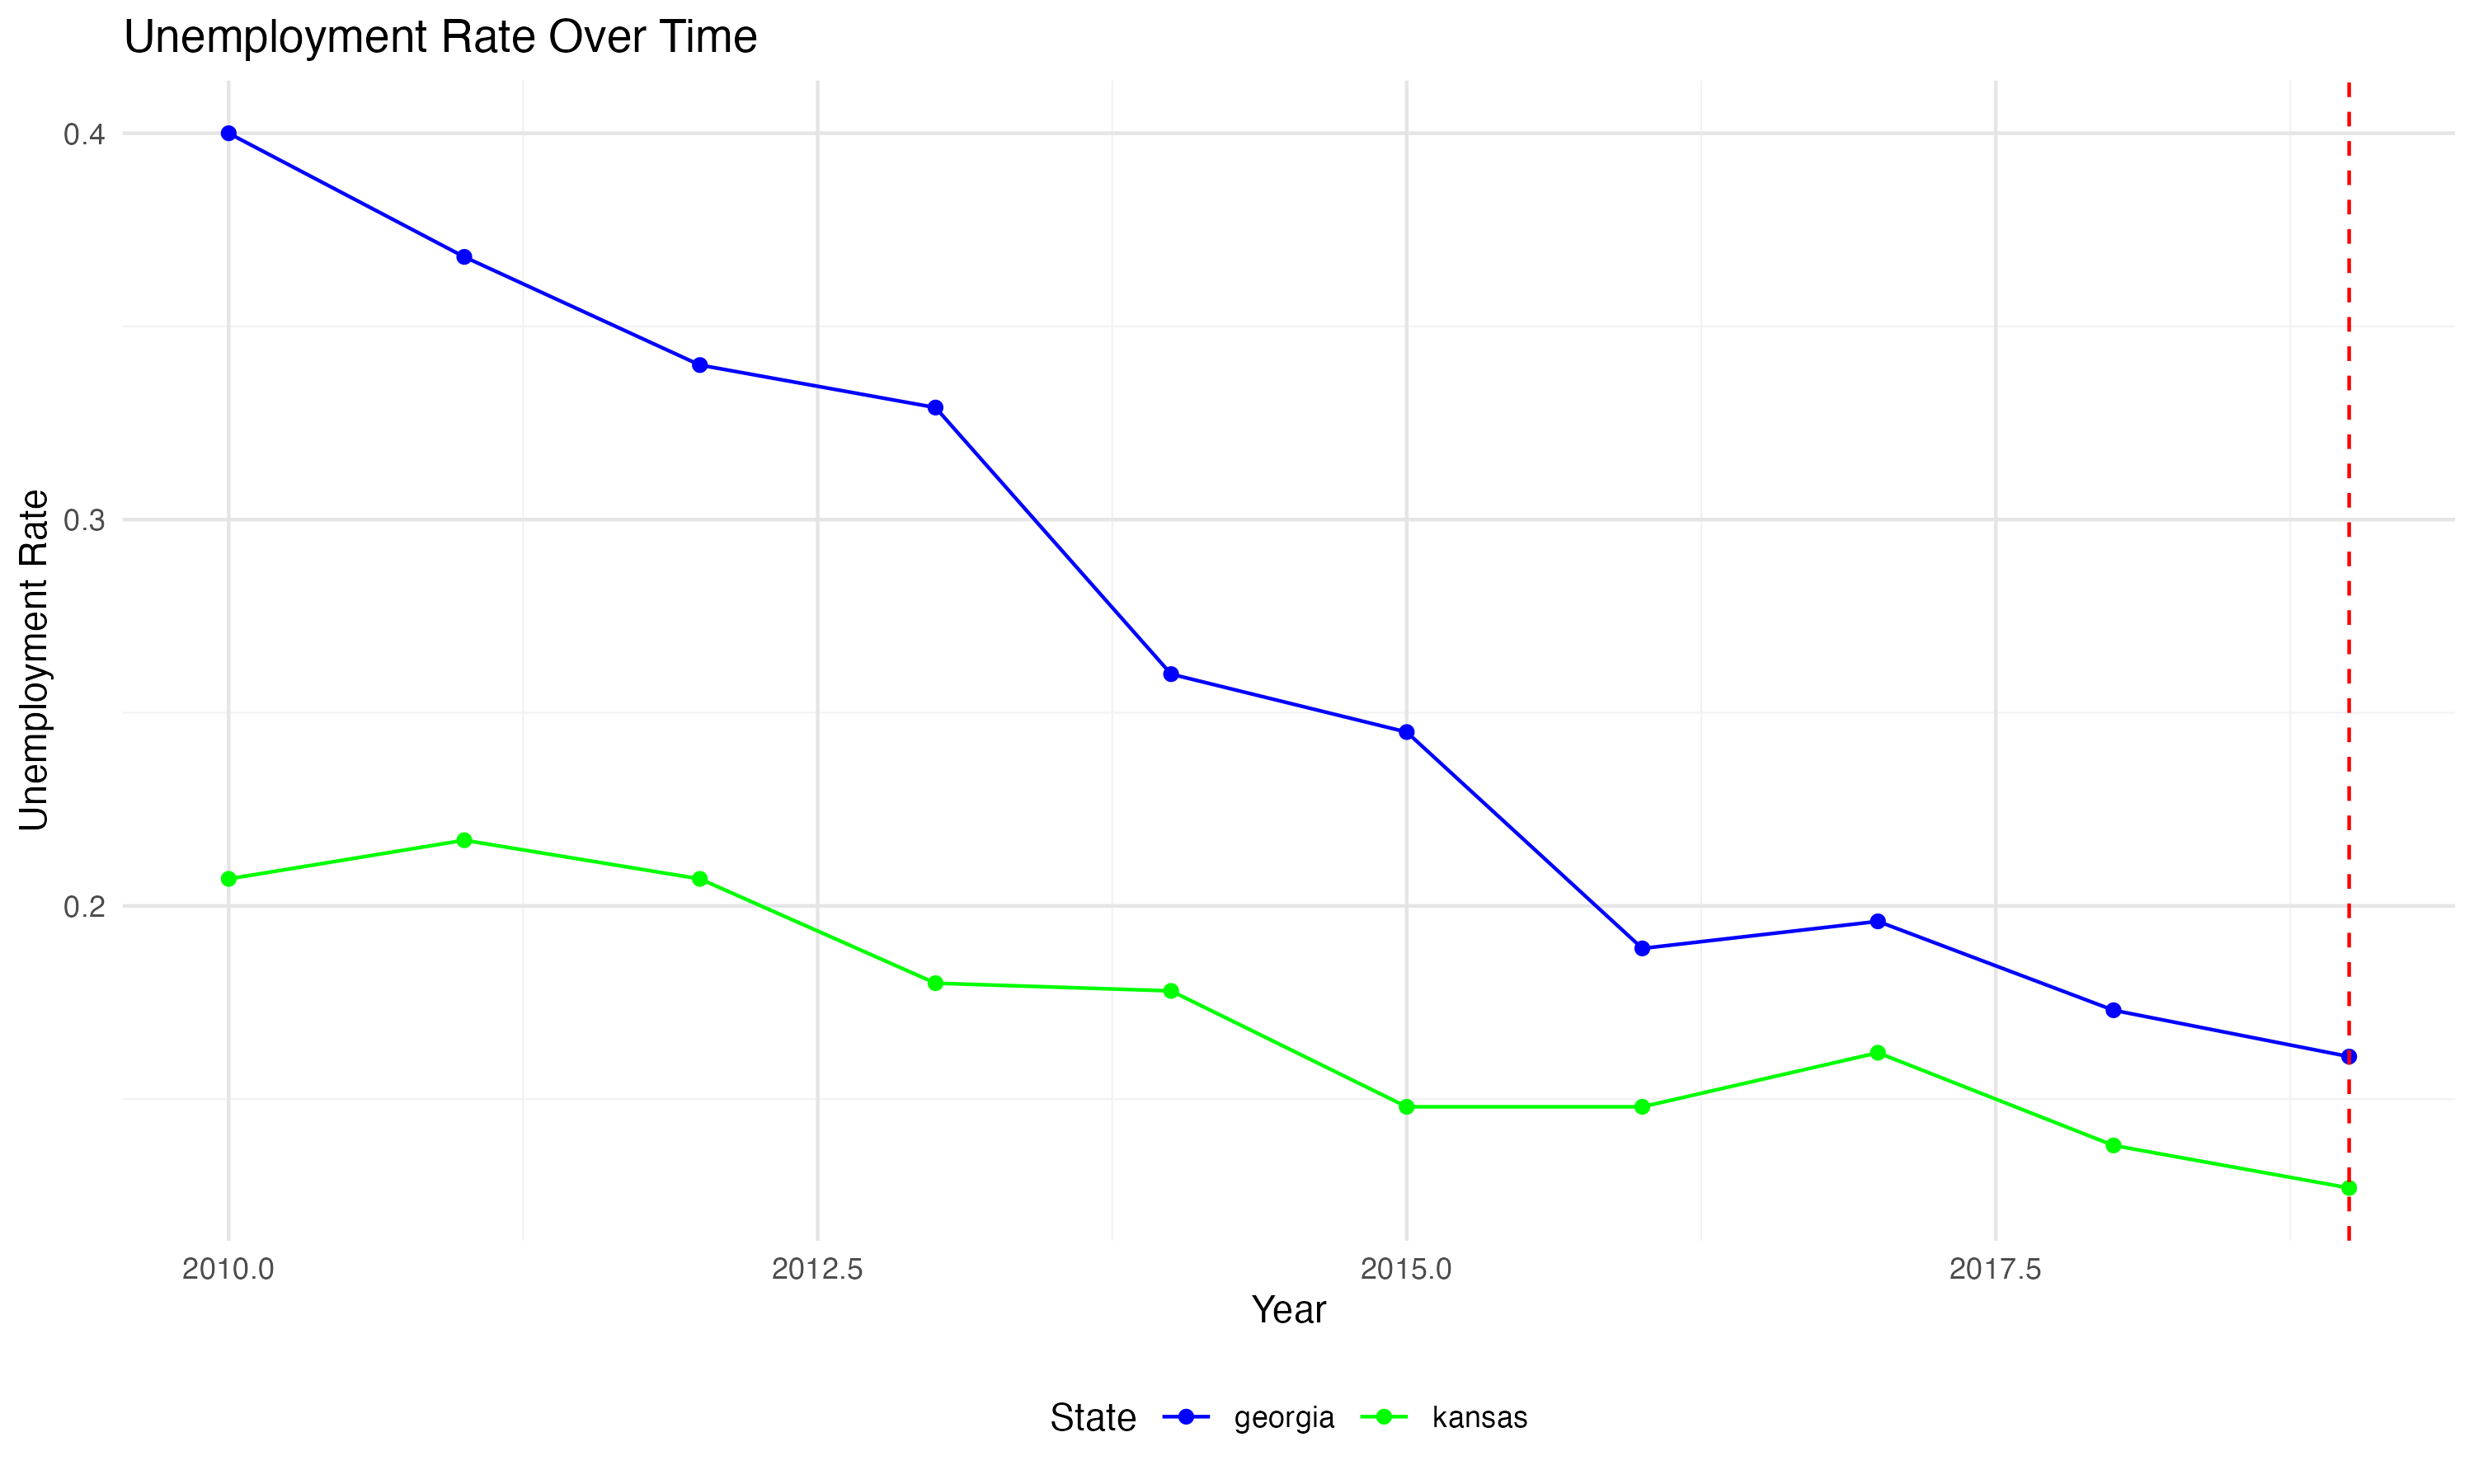 Unemployment Rate Over Time
Unemployment Rate
0.4
0.3
0.2
2010.0 2012.5 2015.0 2017.5
Year
State georgia kansas